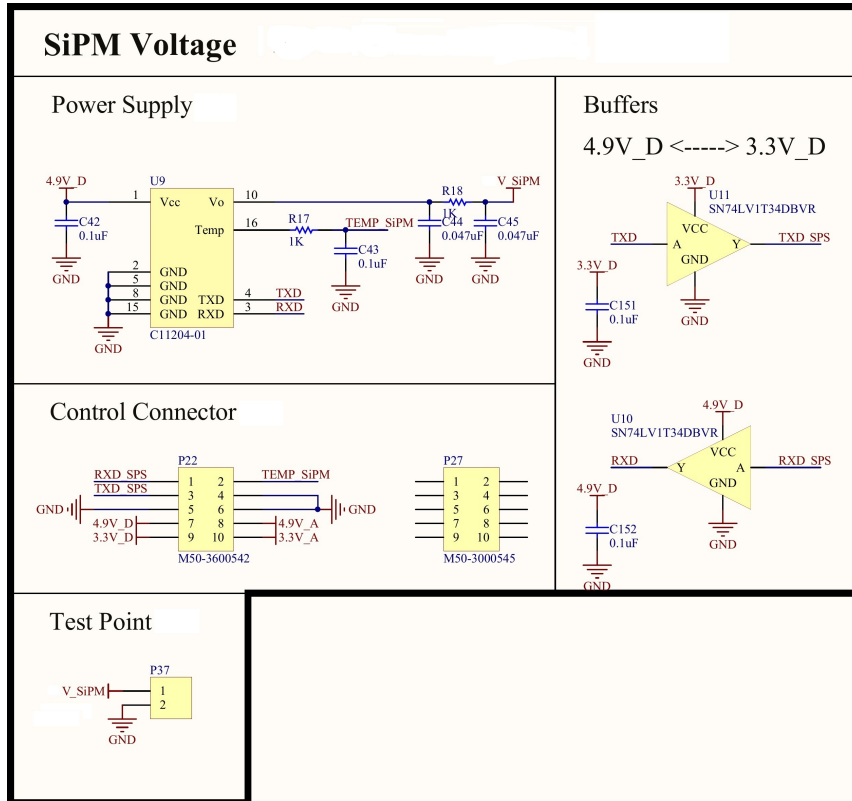 SiPM Voltage
Power Supply
4.9V_D
C42
0.1uF
GND
U9
1 Vcc Vo 10
Temp 16
2 GND
5 GND
8 GND TXD 4 TXD
15 GND RXD 3 RXD
GND
C11204-01
R17
1K
TEMP_SiPM
C43
0.1uF
GND
R18
1K
V_SiPM
C44
0.047uF
GND
C45
0.047uF
GND
Buffers
4.9V_D <-----> 3.3V_D
3.3V_D
U11
SN74LV1T34DBVR
TXD A VCC Y TXD_SPS
GND
GND
3.3V_D
C151
0.1uF
GND
4.9V_D
U10
SN74LV1T34DBVR
RXD Y VCC A RXD_SPS
GND
GND
4.9V_D
C152
0.1uF
GND
Control Connector
P22
RXD_SPS 1 2 TEMP_SiPM
TXD_SPS 3 4
GND 5 6 GND
4.9V_D 7 8 4.9V_A
3.3V_D 9 10 3.3V_A
M50-3600542
P27
1 2
3 4
5 6
7 8
9 10
M50-3000545
Test Point
P37
V_SiPM 1
2
GND